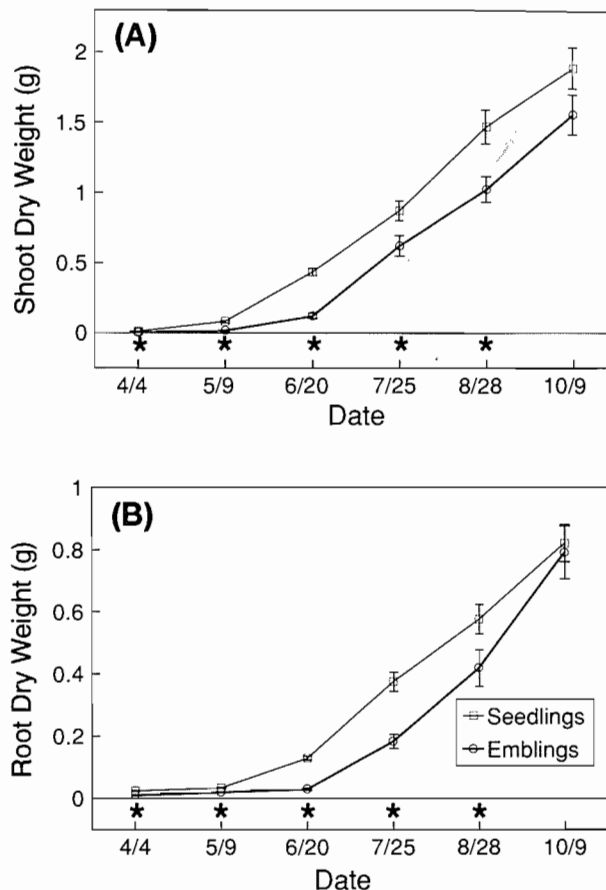 (A)
Shoot Dry Weight (g)
2
1.5
1
0.5
0
* * * * *
4/4 5/9 6/20 7/25 8/28 10/9
Date
(B)
Root Dry Weight (g)
1
0.8
0.6
0.4
0.2
0
Seedlings
Emblings
* * * * *
4/4 5/9 6/20 7/25 8/28 10/9
Date